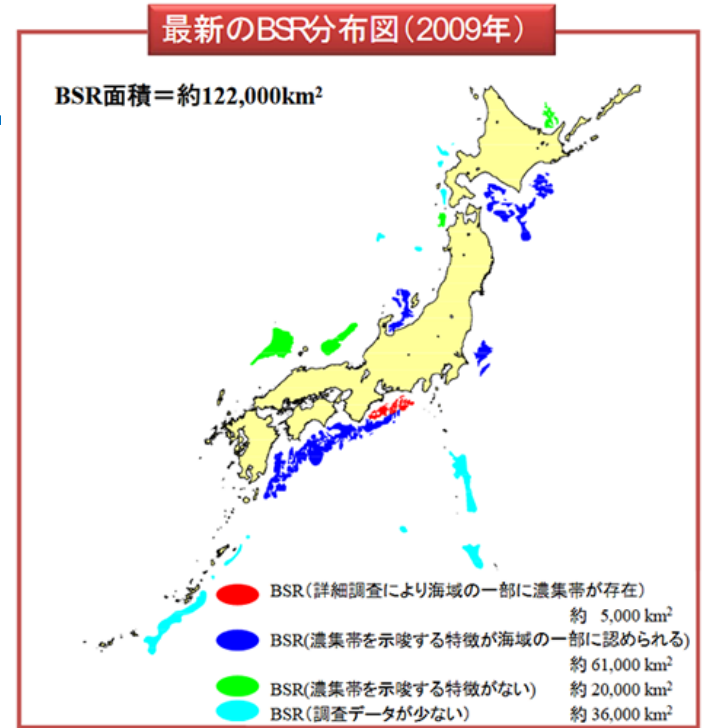 最新のBSR分布図（2009年）
BSR面積＝約122,000km²
BSR（詳細調査により海域の一部に濃集帯が存在）
約 5,000 km²
BSR(濃集帯を示唆する特徴が海域の一部に認められる)
約 61,000 km²
BSR(濃集帯を示唆する特徴がない) 約 20,000 km²
BSR（調査データが少ない） 約 36,000 km²